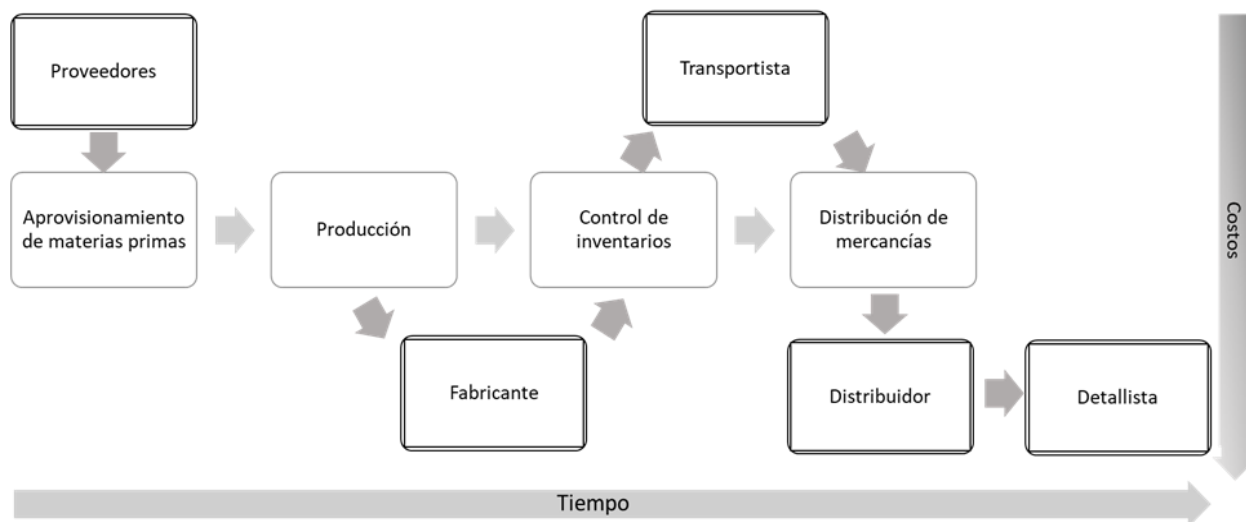 Proveedores
Transportista
Aprovisionamiento
de materias primas
Producción
Control de
inventarios
Distribución de
mercancías
Costos
Fabricante
Distribuidor
Detallista
Tiempo